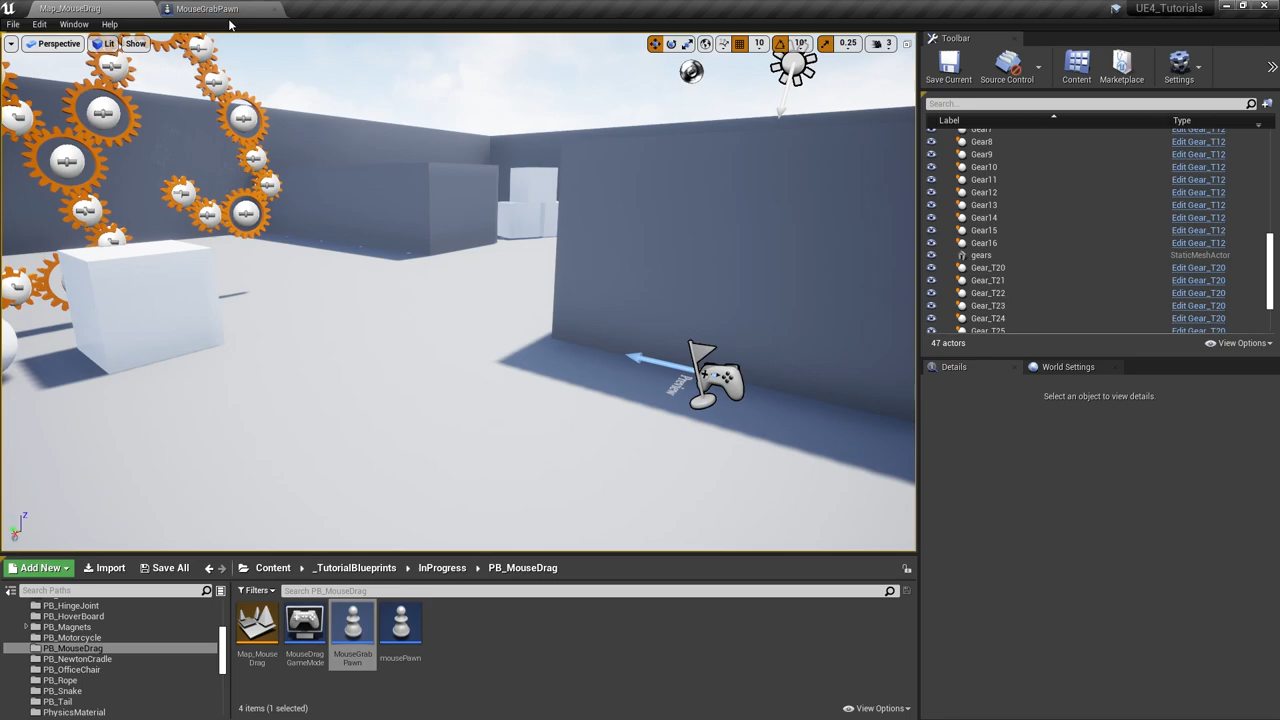 Map_MouseDrag
MouseGrabPawn
UE4_Tutorials
File Edit Window Help
Perspective Lit Show
10 10° 0.25 3
Toolbar
Save Current Source Control Content Marketplace Settings
Search...
Label Type
Gear7 Edit Gear_T12
Gear8 Edit Gear_T12
Gear9 Edit Gear_T12
Gear10 Edit Gear_T12
Gear11 Edit Gear_T12
Gear12 Edit Gear_T12
Gear13 Edit Gear_T12
Gear14 Edit Gear_T12
Gear15 Edit Gear_T12
Gear16 Edit Gear_T12
gears StaticMeshActor
Gear_T20 Edit Gear_T20
Gear_T21 Edit Gear_T20
Gear_T22 Edit Gear_T20
Gear_T23 Edit Gear_T20
Gear_T24 Edit Gear_T20
Gear_T25 Edit Gear_T20
47 actors View Options
Details World Settings
Select an object to view details.
Player
Z
Add New Import Save All Content _TutorialBlueprints InProgress PB_MouseDrag
Search Paths
Filters Search PB_MouseDrag
PB_HingeJoint
PB_HoverBoard
PB_Magnets
PB_Motorcycle
PB_MouseDrag
PB_NewtonCradle
PB_OfficeChair
PB_Rope
PB_Snake
PB_Tail
PhysicsMaterial
Map_Mouse
Drag
MouseDrag
GameMode
MouseGrab
Pawn
mousePawn
4 items (1 selected) View Options